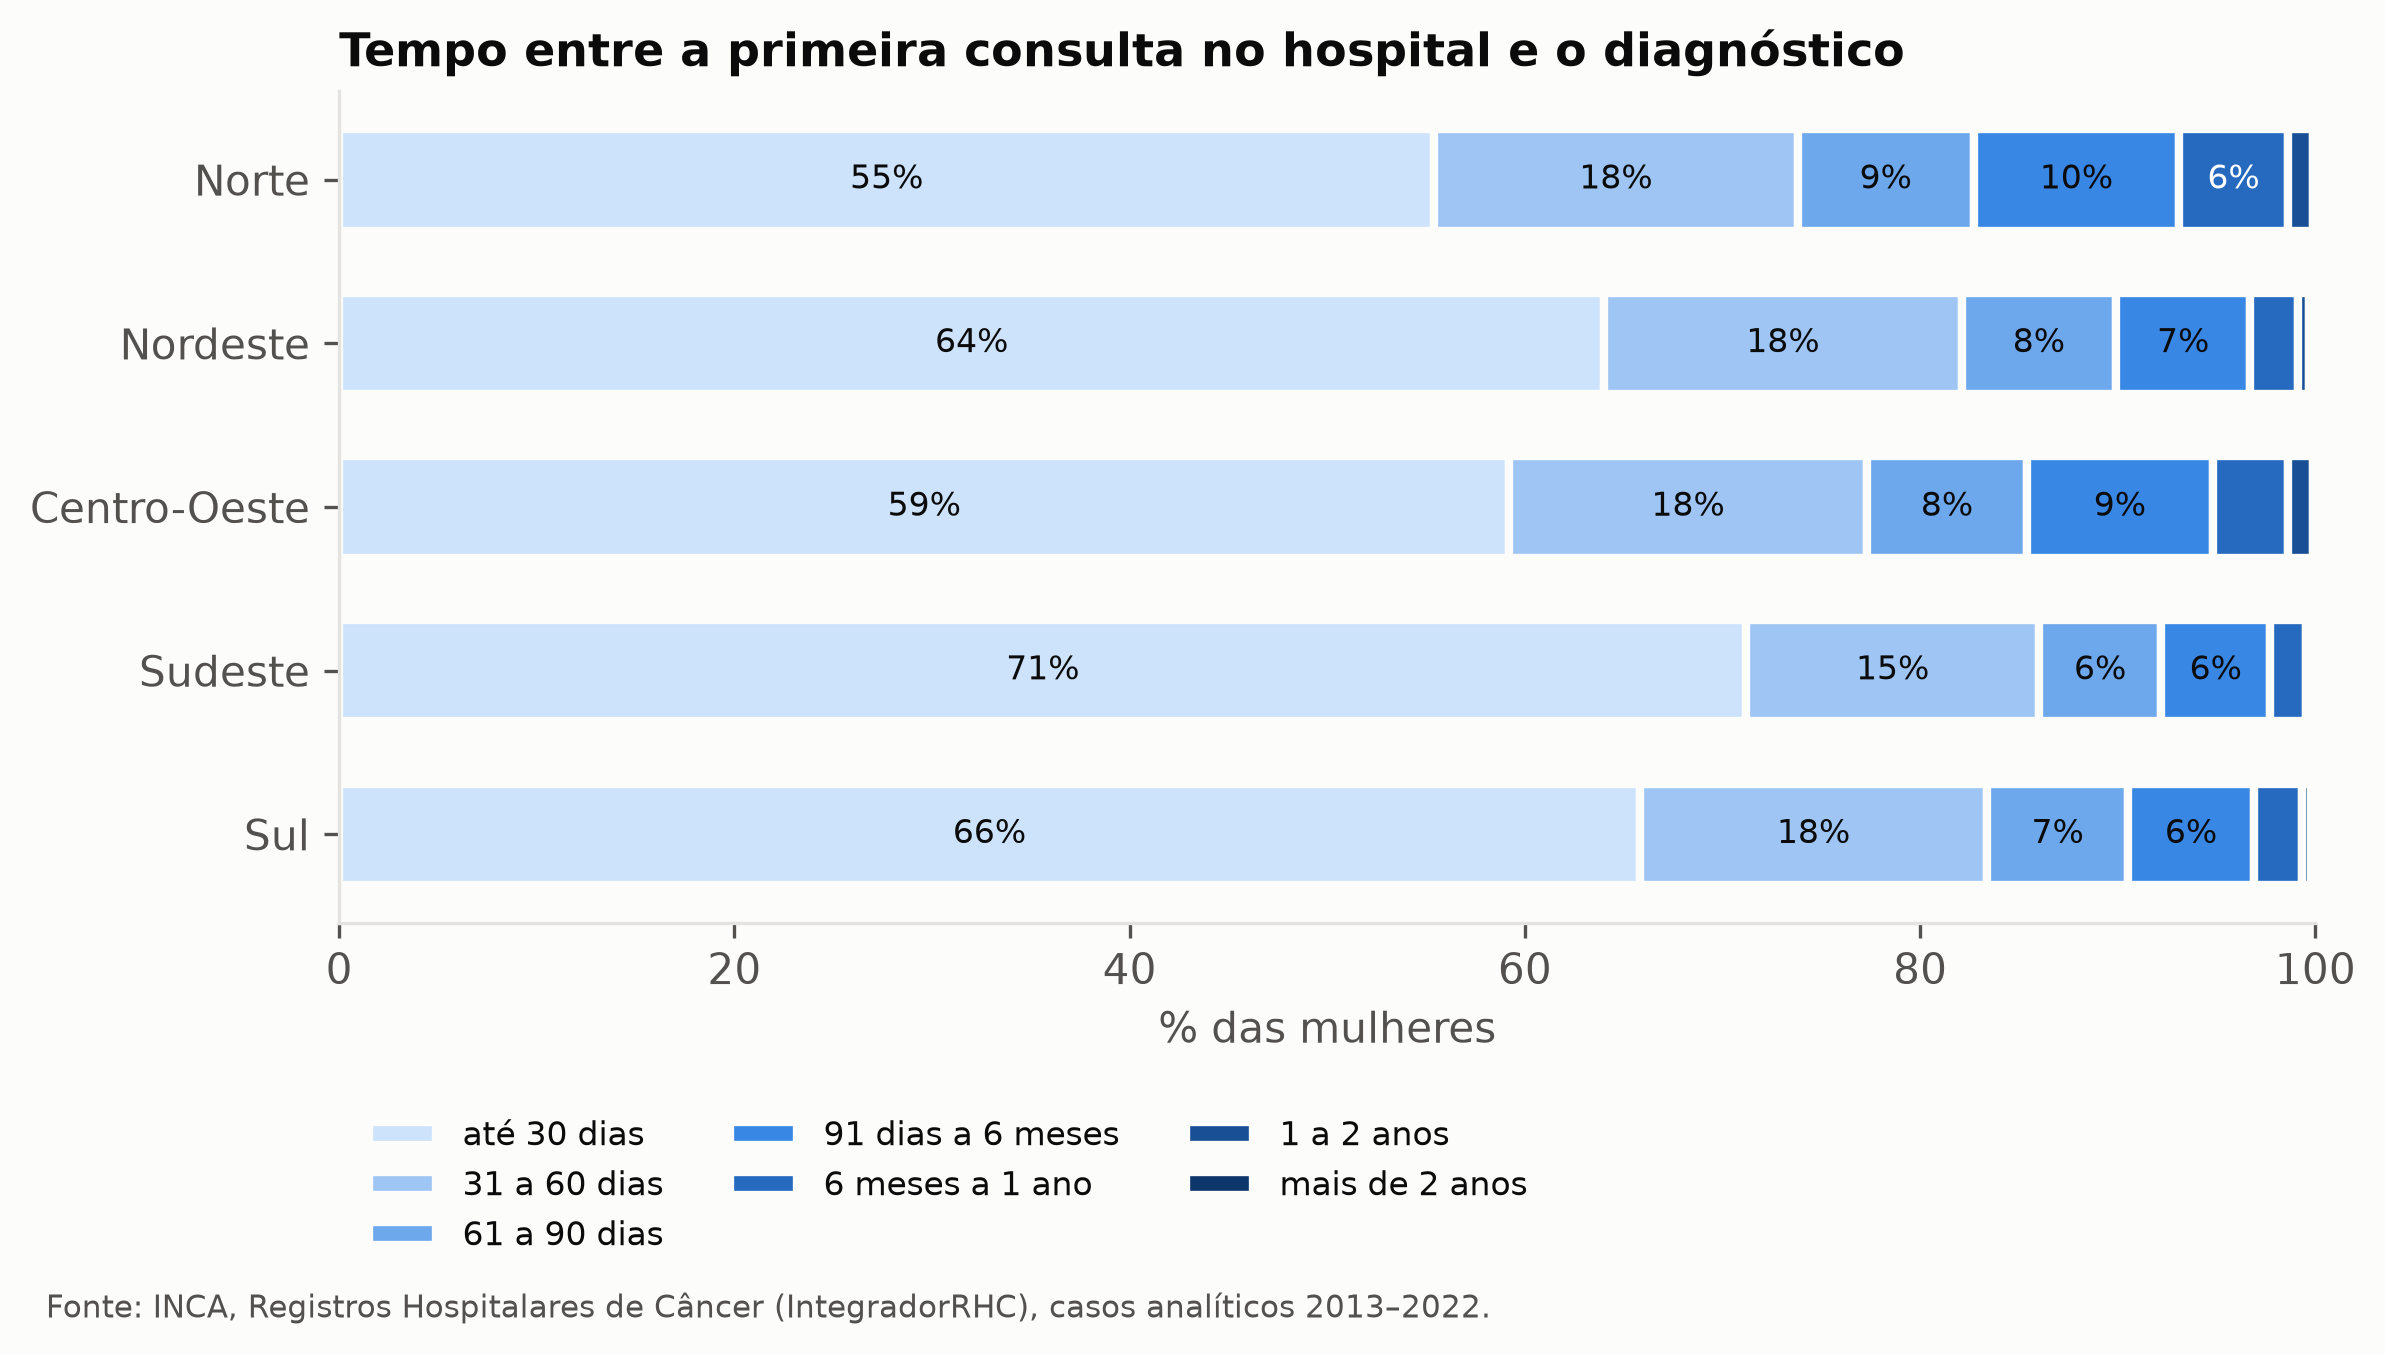 Tempo entre a primeira consulta no hospital e o diagnóstico
Norte
55%
18%
9%
10%
6%
Nordeste
64%
18%
8%
7%
Centro-Oeste
59%
18%
8%
9%
Sudeste
71%
15%
6%
6%
Sul
66%
18%
7%
6%
0
20
40
60
80
100
% das mulheres
até 30 dias
31 a 60 dias
61 a 90 dias
91 dias a 6 meses
6 meses a 1 ano
1 a 2 anos
mais de 2 anos
Fonte: INCA, Registros Hospitalares de Câncer (IntegradorRHC), casos analíticos 2013–2022.